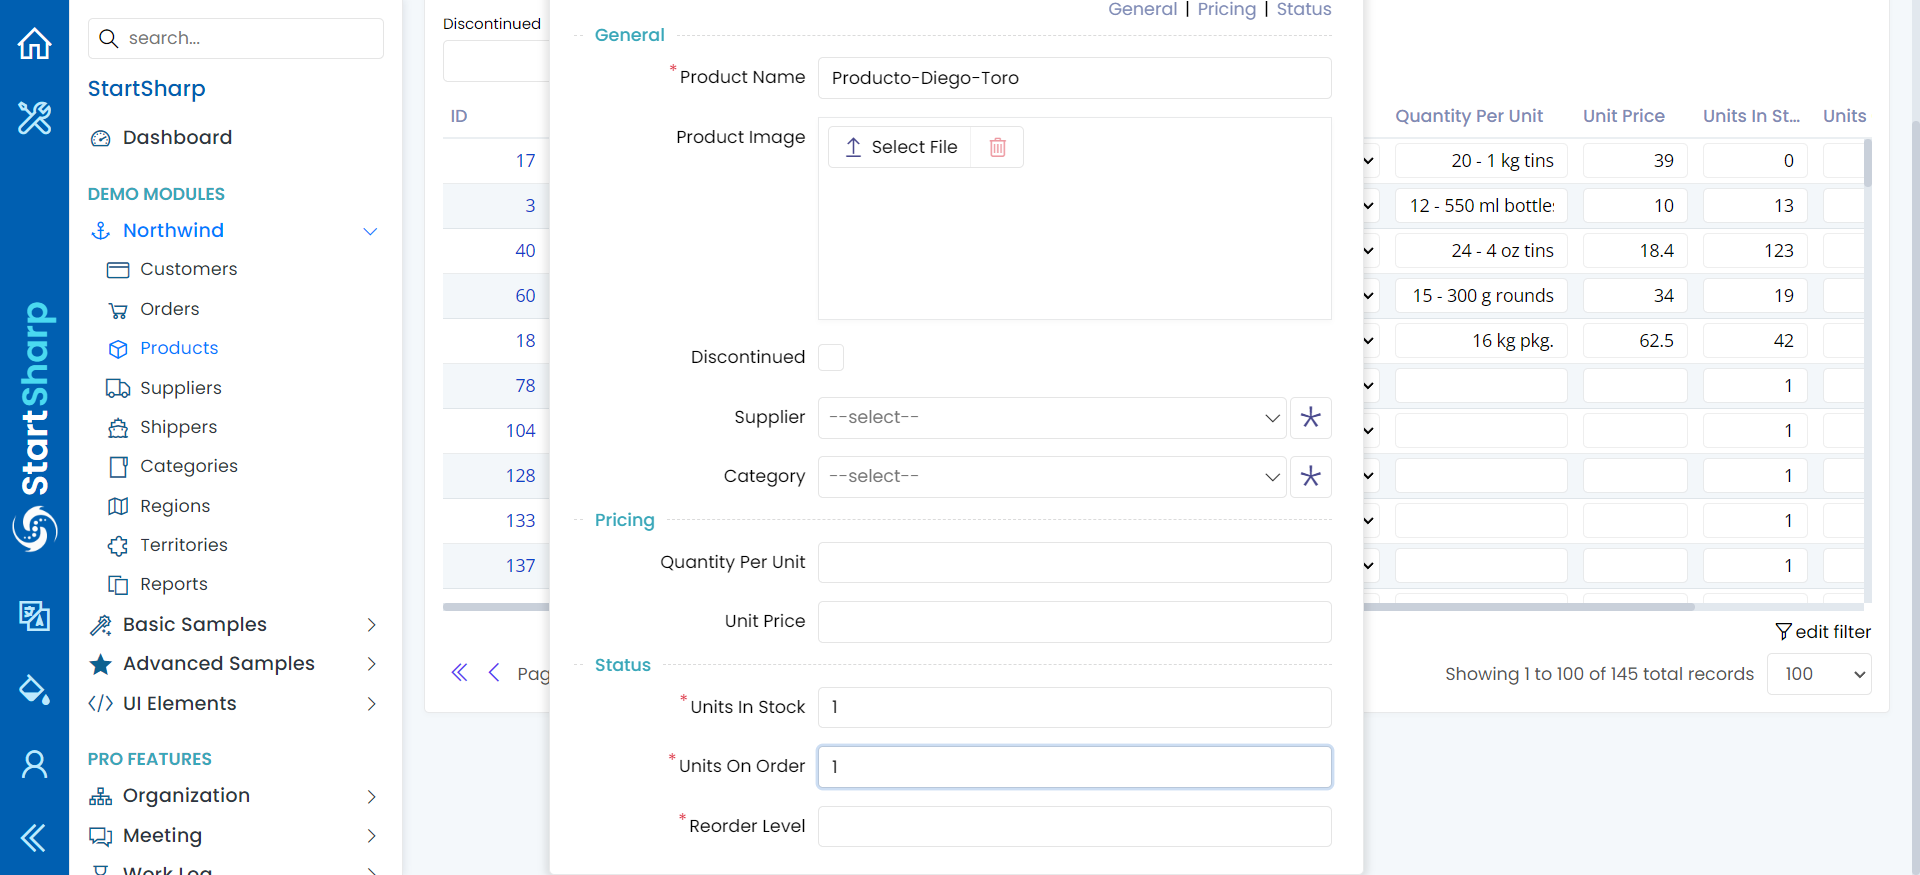 StartSharp
search...
StartSharp
Dashboard
DEMO MODULES
Northwind
Customers
Orders
Products
Suppliers
Shippers
Categories
Regions
Territories
Reports
Basic Samples
Advanced Samples
UI Elements
PRO FEATURES
Organization
Meeting
Work Log
Discontinued
ID
17
3
40
60
18
78
104
128
133
137
Pag
General | Pricing | Status
General
*Product Name Producto-Diego-Toro
Product Image Select File
Discontinued
Supplier --select--
Category --select--
Pricing
Quantity Per Unit
Unit Price
Status
*Units In Stock 1
*Units On Order 1
*Reorder Level
Quantity Per Unit Unit Price Units In St... Units
20 - 1 kg tins 39 0
12 - 550 ml bottles 10 13
24 - 4 oz tins 18.4 123
15 - 300 g rounds 34 19
16 kg pkg. 62.5 42
1
1
1
1
1
edit filter
Showing 1 to 100 of 145 total records 100